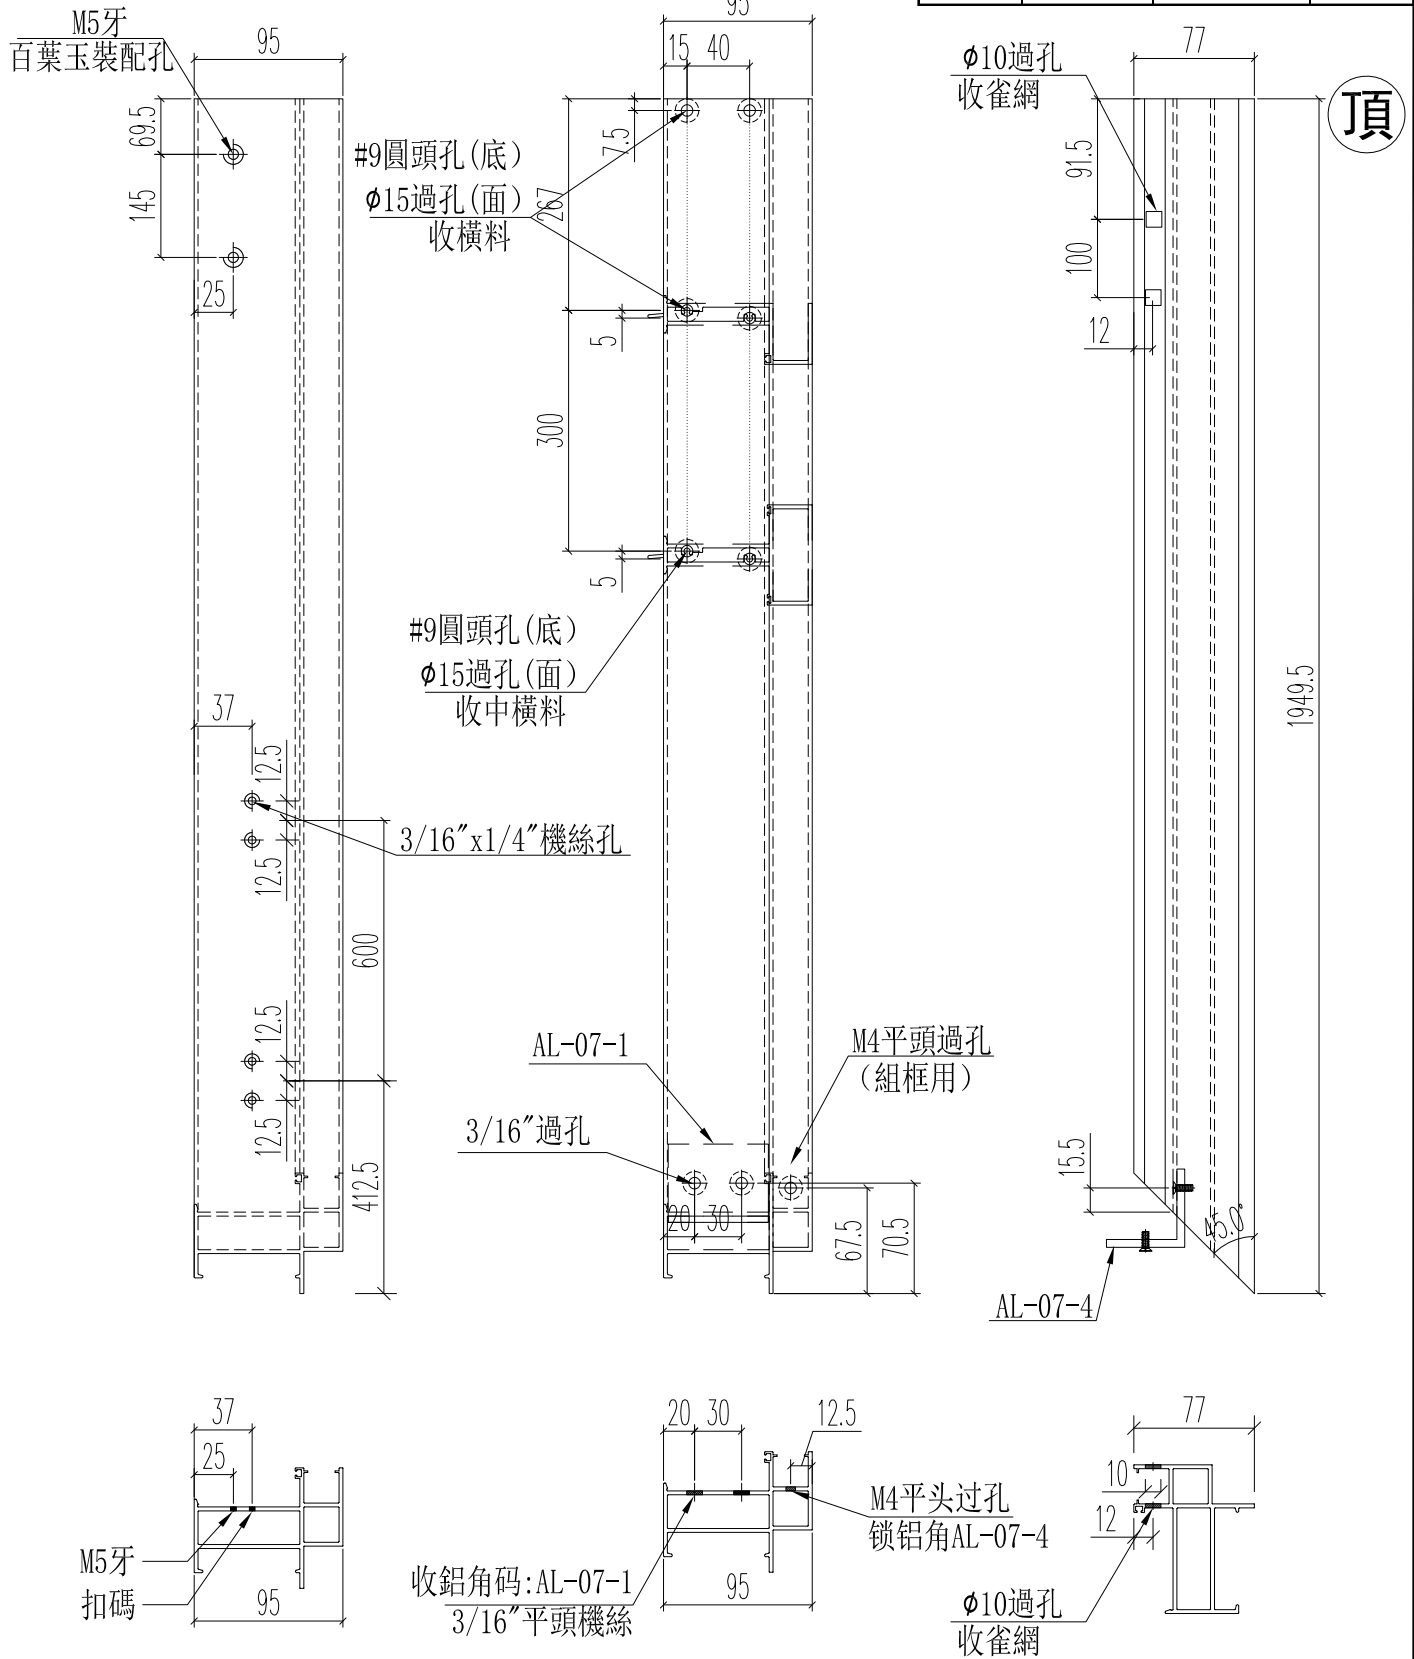 M5牙
百葉玉裝配孔
95
69.5
145
25
37
12.5
3/16″x1/4″機絲孔
12.5
600
12.5
12.5
412.5
95
15
40
7.5
#9圓頭孔(底)
ϕ15過孔(面)
收橫料
267
5
300
5
#9圓頭孔(底)
ϕ15過孔(面)
收中橫料
AL-07-1
M4平頭過孔
(組框用)
3/16″過孔
20
30
67.5
70.5
77
ϕ10過孔
收雀網
頂
91.5
100
12
1949.5
15.5
45.0°
AL-07-4
37
25
M5牙
扣碼
95
20
30
12.5
M4平头过孔
锁铝角AL-07-4
收鋁角码:AL-07-1
3/16″平頭機絲
95
77
10
12
ϕ10過孔
收雀網